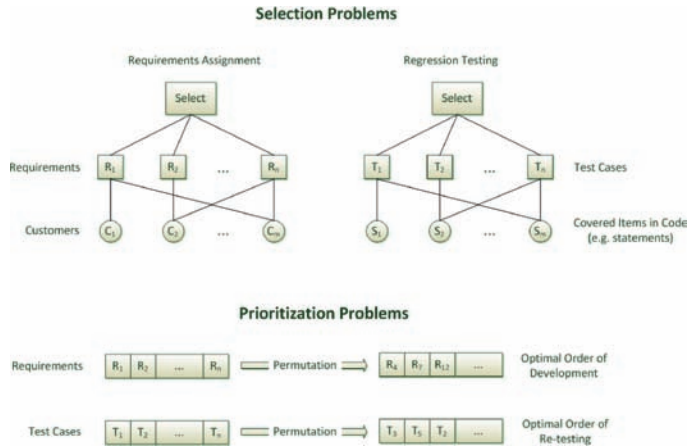 Selection Problems
Requirements Assignment
Regression Testing
Select
Select
Requirements
R1
R2
...
Rn
T1
T2
...
Tn
Test Cases
Customers
C1
C2
...
Cm
S1
S2
...
Sm
Covered Items in Code
(e.g. statements)
Prioritization Problems
Requirements
R1
R2
...
Rn
Permutation
R4
R7
R12
...
Optimal Order of
Development
Test Cases
T1
T2
...
Tn
Permutation
T3
T5
T2
...
Optimal Order of
Re-testing